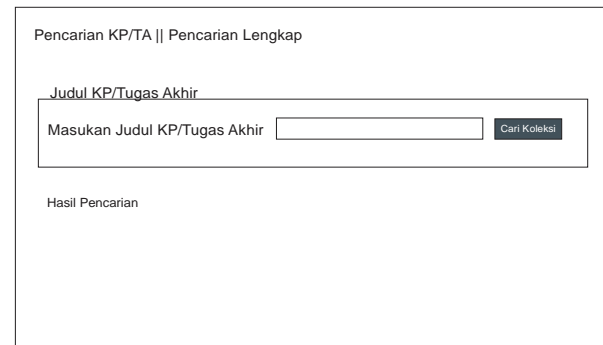 Pencarian KP/TA || Pencarian Lengkap
Judul KP/Tugas Akhir
Masukan Judul KP/Tugas Akhir Cari Koleksi
Hasil Pencarian